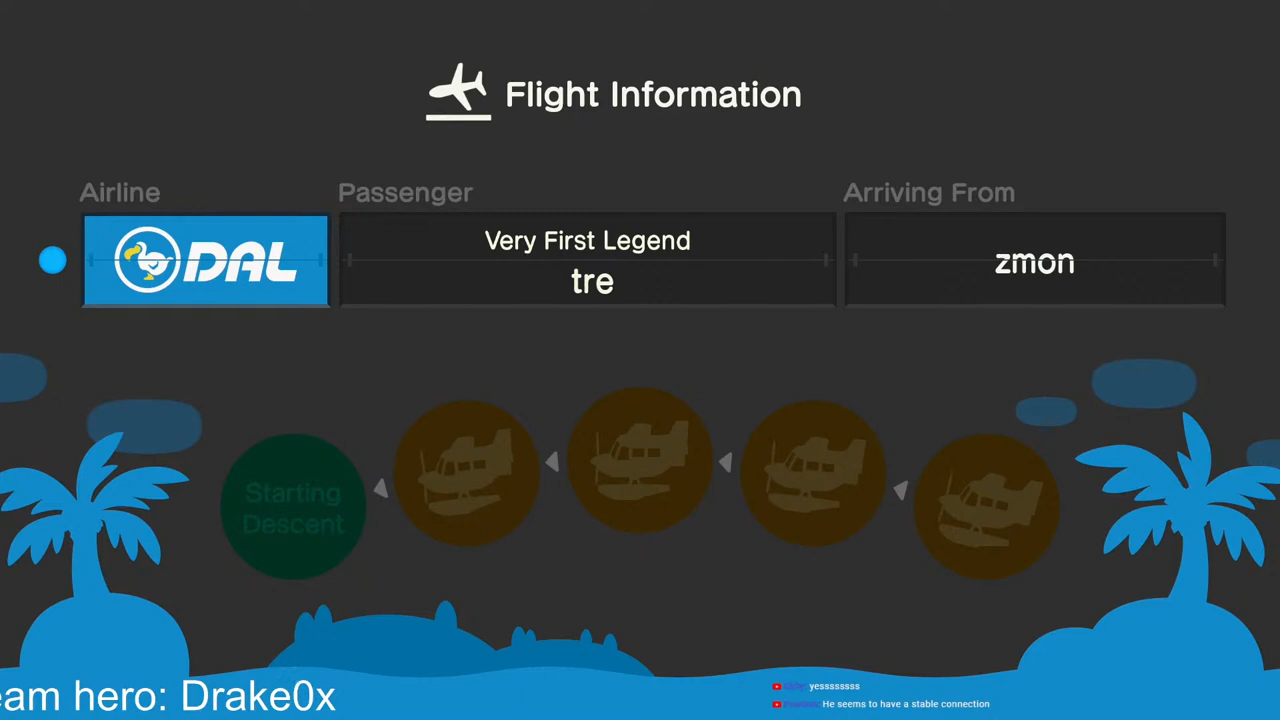 Flight Information
Airline
Passenger
Arriving From
DAL
Very First Legend
tre
zmon
Starting
Descent
eam hero: Drake0x
yessssssss
He seems to have a stable connection